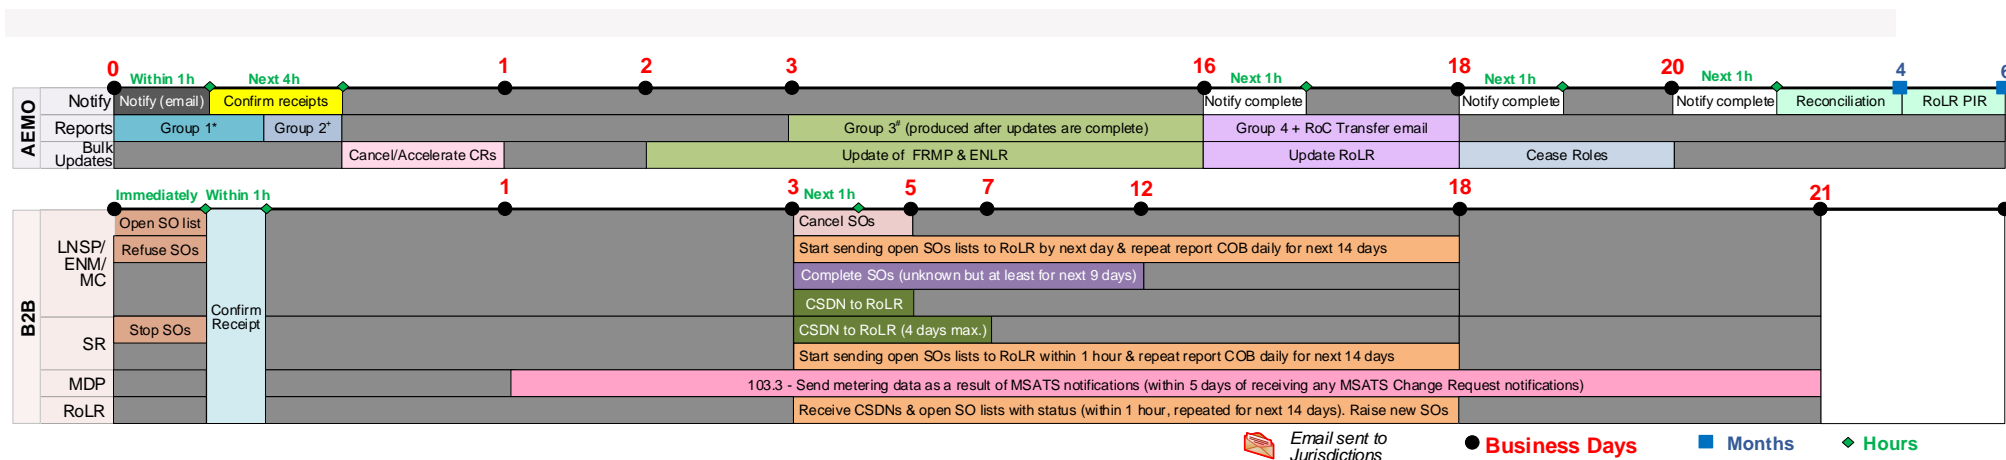 0
Within 1h
Next 4h
1
2
3
16
Next 1h
18
Next 1h
20
Next 1h
4
6
AEMO
Notify
Notify (email)
Confirm receipts
Notify complete
Notify complete
Notify complete
Reconciliation
RoLR PIR
Reports
Group 1*
Group 2+
Group 3# (produced after updates are complete)
Group 4 + RoC Transfer email
Bulk
Updates
Cancel/Accelerate CRs
Update of FRMP & ENLR
Update RoLR
Cease Roles
Immediately
Within 1h
1
3
Next 1h
5
7
12
18
21
B2B
LNSP/
ENM/
MC
Open SO list
Cancel SOs
Refuse SOs
Start sending open SOs lists to RoLR by next day & repeat report COB daily for next 14 days
Complete SOs (unknown but at least for next 9 days)
CSDN to RoLR
Confirm
Receipt
SR
Stop SOs
CSDN to RoLR (4 days max.)
Start sending open SOs lists to RoLR within 1 hour & repeat report COB daily for next 14 days
MDP
103.3 - Send metering data as a result of MSATS notifications (within 5 days of receiving any MSATS Change Request notifications)
RoLR
Receive CSDNs & open SO lists with status (within 1 hour, repeated for next 14 days). Raise new SOs
Email sent to
Jurisdictions
Business Days
Months
Hours